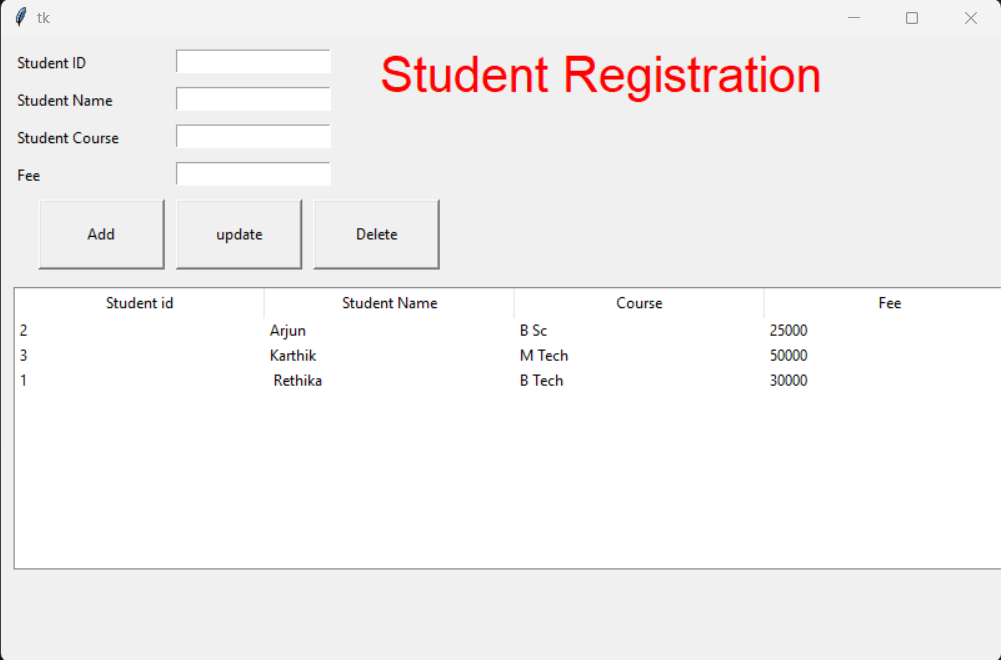 tk
Student ID
Student Registration
Student Name
Student Course
Fee
Add update Delete
Student id Student Name Course Fee
2 Arjun B Sc 25000
3 Karthik M Tech 50000
1 Rethika B Tech 30000